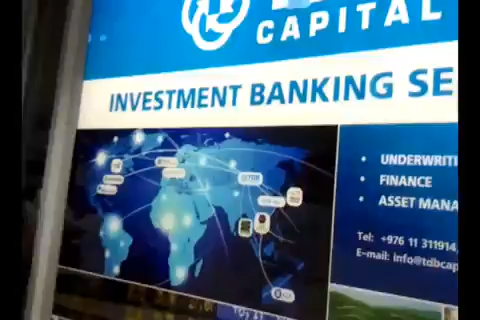 CAPITAL
INVESTMENT BANKING SE
• UNDERWRITI
• FINANCE
• ASSET MANA
Tel: +976 11 311914,
E-mail: info@tdbcap